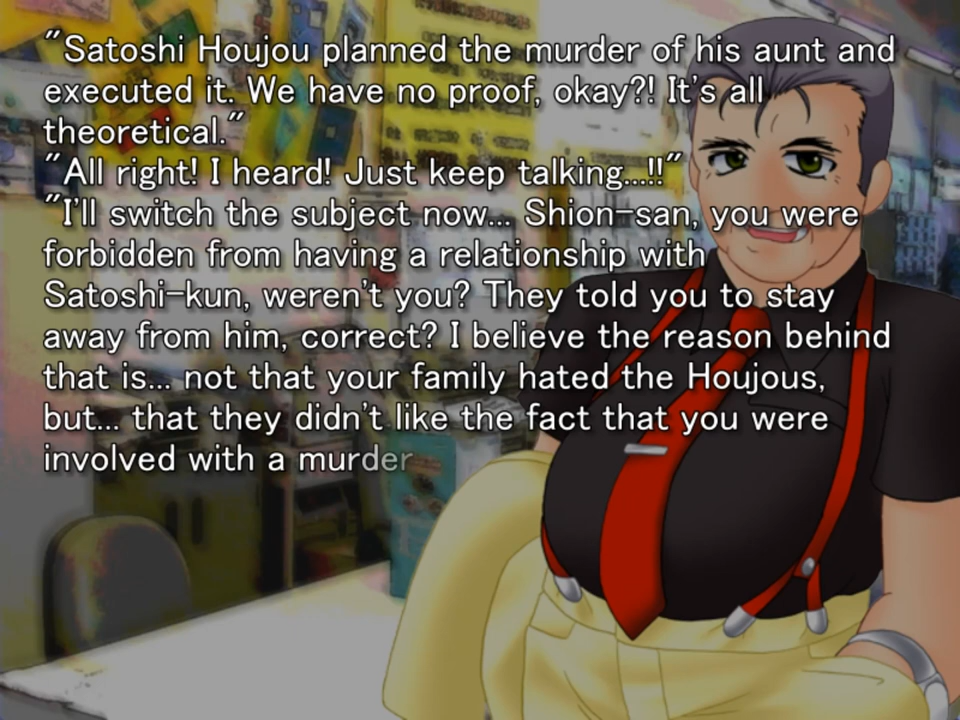 "Satoshi Houjou planned the murder of his aunt and
executed it. We have no proof, okay?! It's all
theoretical."
"All right! I heard! Just keep talking...!!"
"I'll switch the subject now... Shion-san, you were
forbidden from having a relationship with
Satoshi-kun, weren't you? They told you to stay
away from him, correct? I believe the reason behind
that is... not that your family hated the Houjous,
but... that they didn't like the fact that you were
involved with a murder